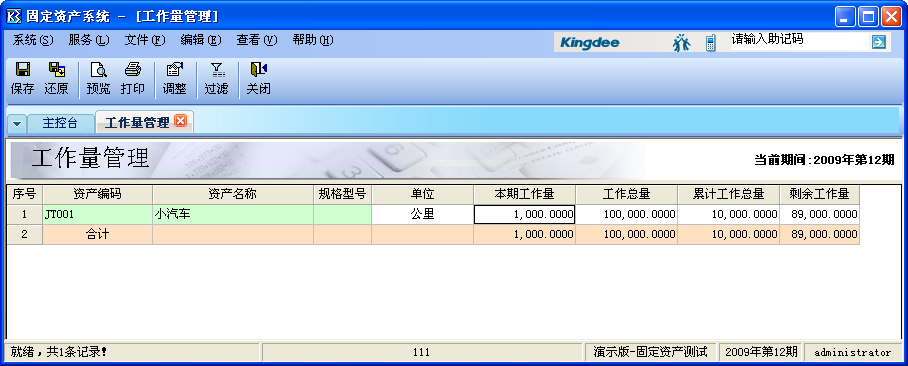 固定资产系统 - [工作量管理]
系统(S) 服务(L) 文件(F) 编辑(E) 查看(V) 帮助(H) Kingdee 请输入助记码
保存 还原 预览 打印 调整 过滤 关闭
主控台 工作量管理
工作量管理 当前期间:2009年第12期
序号 资产编码 资产名称 规格型号 单位 本期工作量 工作总量 累计工作总量 剩余工作量
1 JT001 小汽车 公里 1,000.0000 100,000.0000 10,000.0000 89,000.0000
2 合计 1,000.0000 100,000.0000 10,000.0000 89,000.0000
就绪，共1条记录! 111 演示版-固定资产测试 2009年第12期 administrator